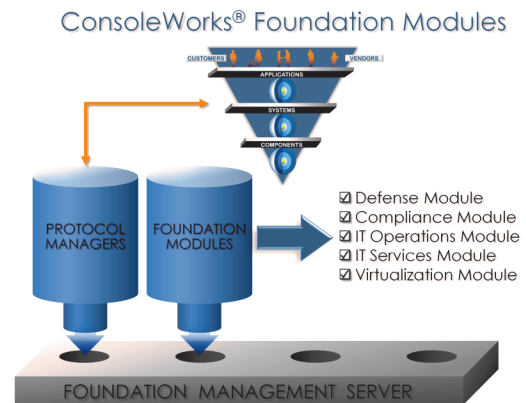 ConsoleWorks® Foundation Modules
CUSTOMERS
VENDORS
APPLICATIONS
SYSTEMS
COMPONENTS
PROTOCOL
MANAGERS
FOUNDATION
MODULES
☑ Defense Module
☑ Compliance Module
☑ IT Operations Module
☑ IT Services Module
☑ Virtualization Module
FOUNDATION MANAGEMENT SERVER